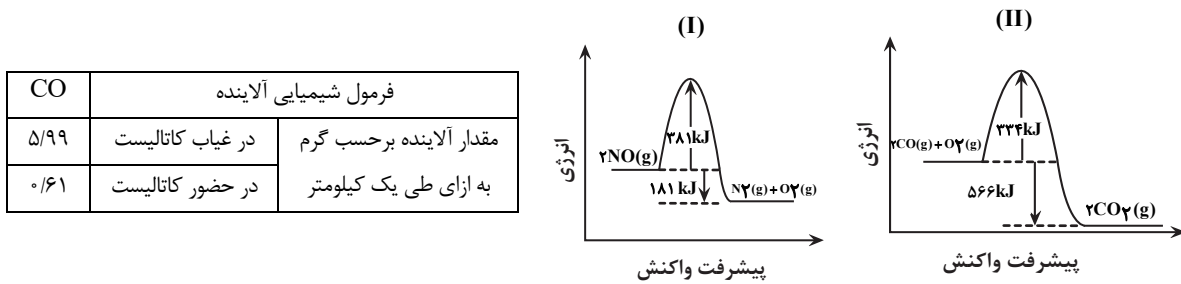 فرمول شیمیایی آلاینده CO
مقدار آلاینده برحسب گرم به ازای طی یک کیلومتر
در غیاب کاتالیست ۵/۹۹
در حضور کاتالیست ۰/۶۱
(I)
انرژی
۳۸۱kJ
۲NO(g)
۱۸۱ kJ
N۲(g)+O۲(g)
پیشرفت واکنش
(II)
انرژی
۳۳۴kJ
۲CO(g)+O۲(g)
۵۶۶kJ
۲CO۲(g)
پیشرفت واکنش